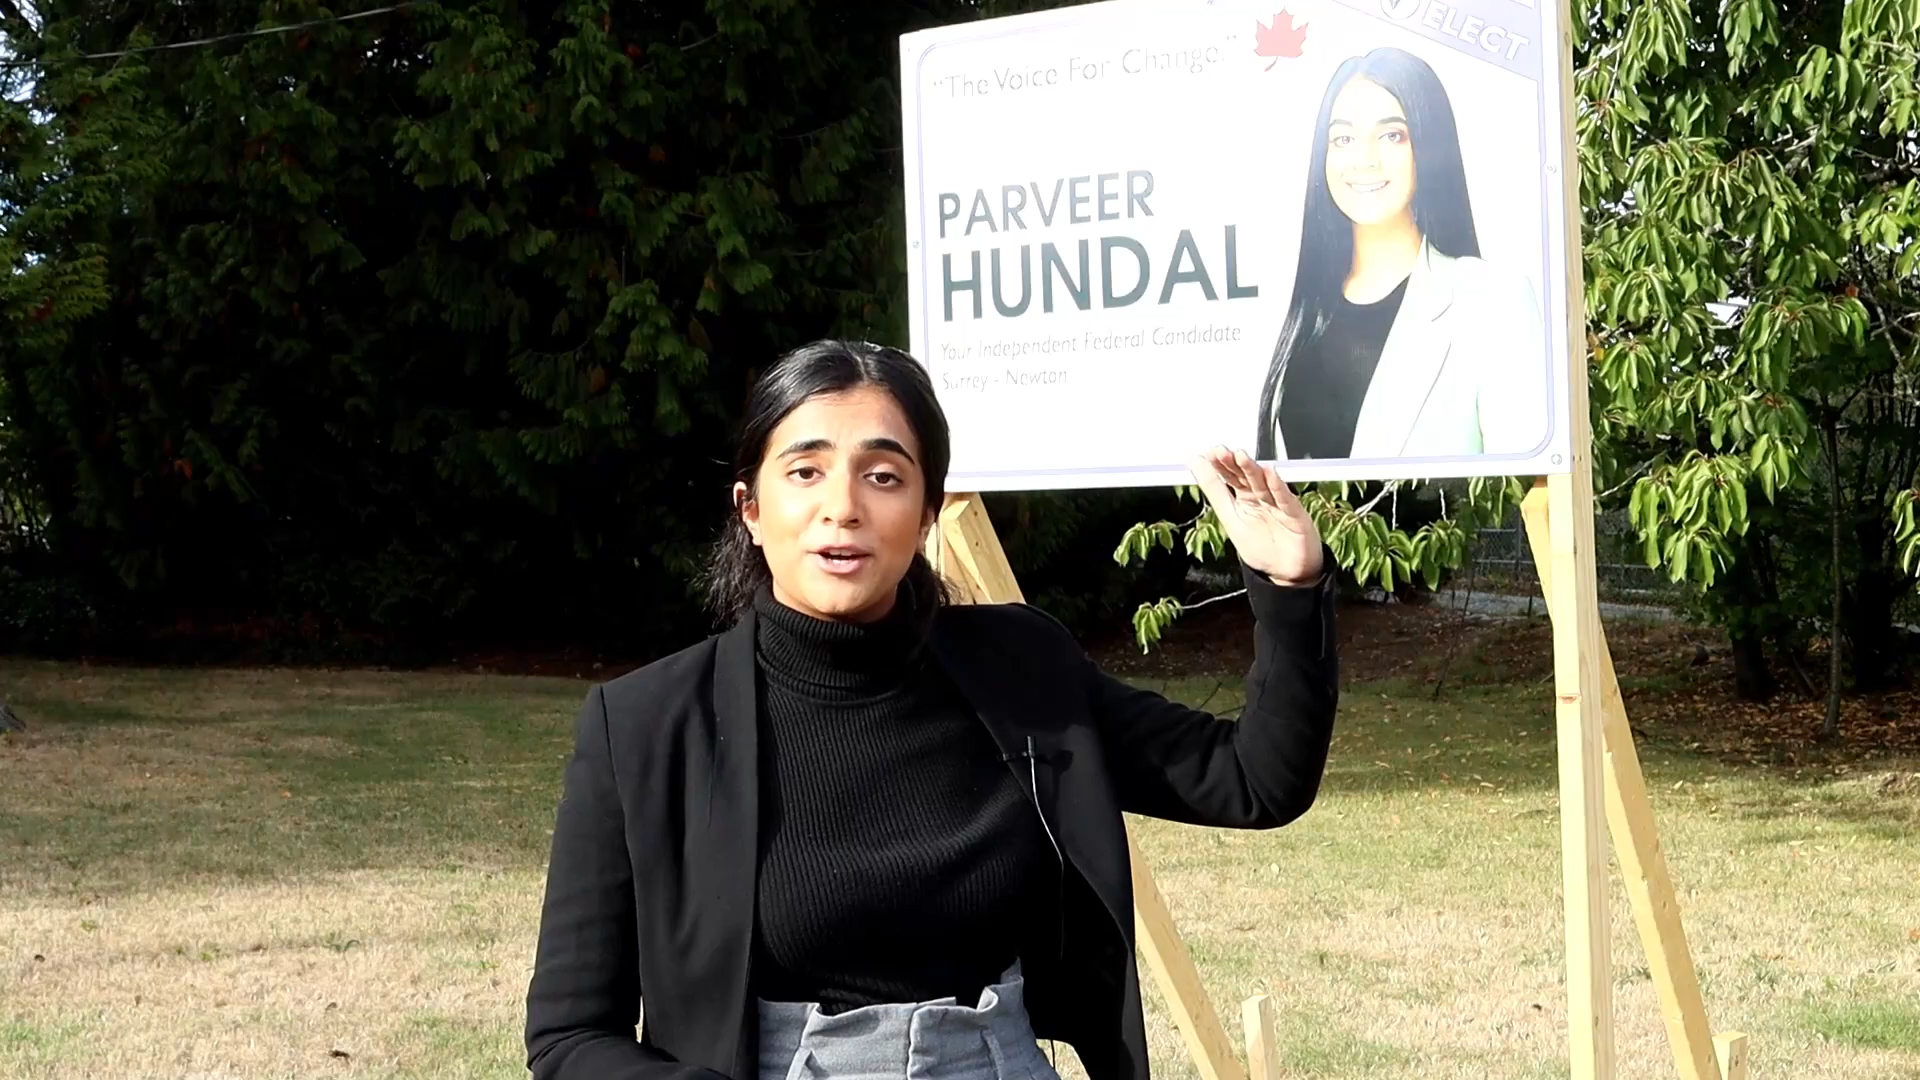 ELECT
"The Voice For Change."
PARVEER
HUNDAL
Your Independent Federal Candidate
Surrey - Newton